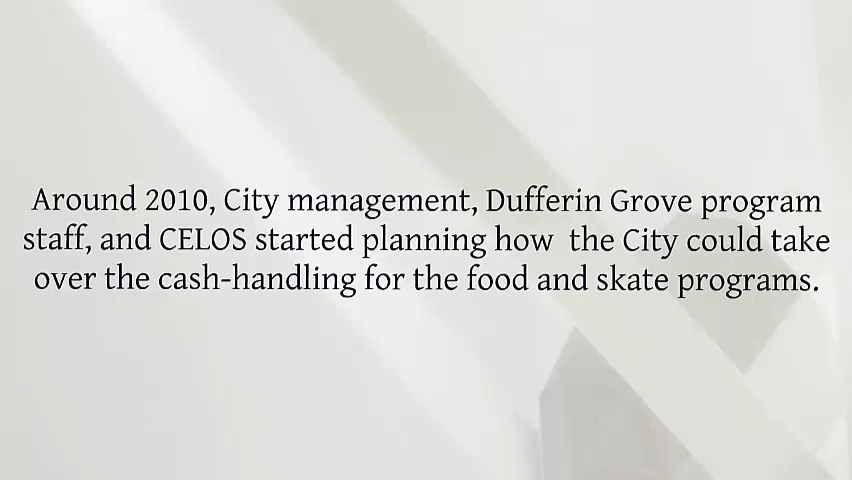 Around 2010, City management, Dufferin Grove program
staff, and CELOS started planning how  the City could take
over the cash-handling for the food and skate programs.